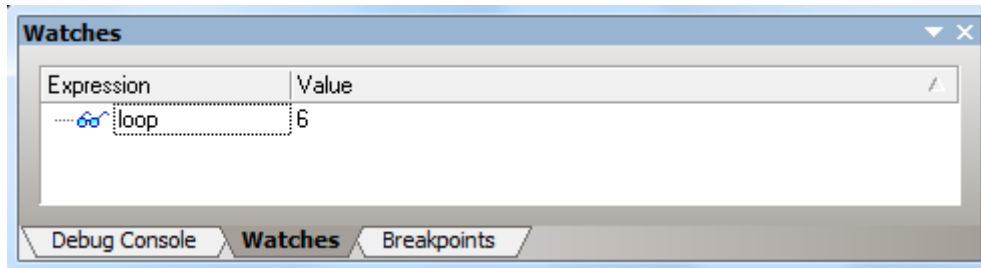 Watches
Expression Value
loop 6
Debug Console Watches Breakpoints